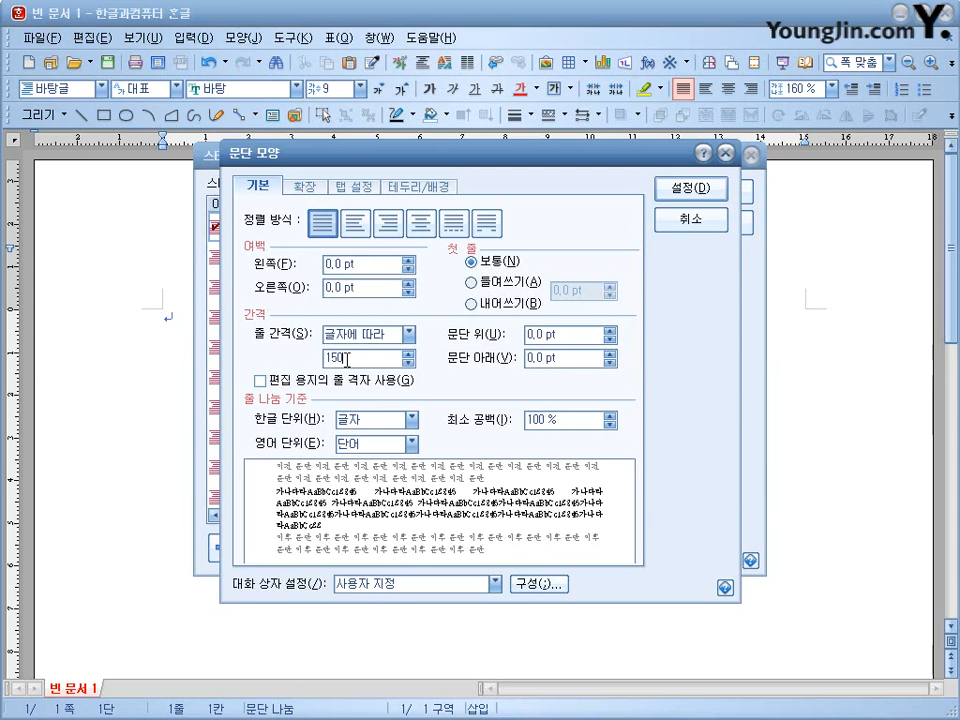 빈 문서 1 - 한글과컴퓨터 흔글
YoungJin.com Y.
파일(F) 편집(E) 보기(U) 입력(D) 모양(J) 도구(K) 표(Q) 창(W) 도움말(H)
폭 맞춤
바탕글 대표 바탕 9 가 가 가 가 가 가 160 %
그리기
문단 모양
기본 확장 탭 설정 테두리/배경
설정(D)
취소
정렬 방식 :
여백
왼쪽(F): 0.0 pt
오른쪽(O): 0.0 pt
첫 줄
보통(N)
들여쓰기(A) 0.0 pt
내어쓰기(B)
간격
줄 간격(S): 글자에 따라
150
문단 위(U): 0.0 pt
문단 아래(V): 0.0 pt
편집 용지의 줄 격자 사용(G)
줄 나눔 기준
한글 단위(H): 글자
최소 공백(I): 100 %
영어 단위(E): 단어
대화 상자 설정(/): 사용자 지정 구성(;)...
빈 문서 1
1/ 1 쪽 1단 1줄 1칸 문단 나눔 1/ 1 구역 삽입